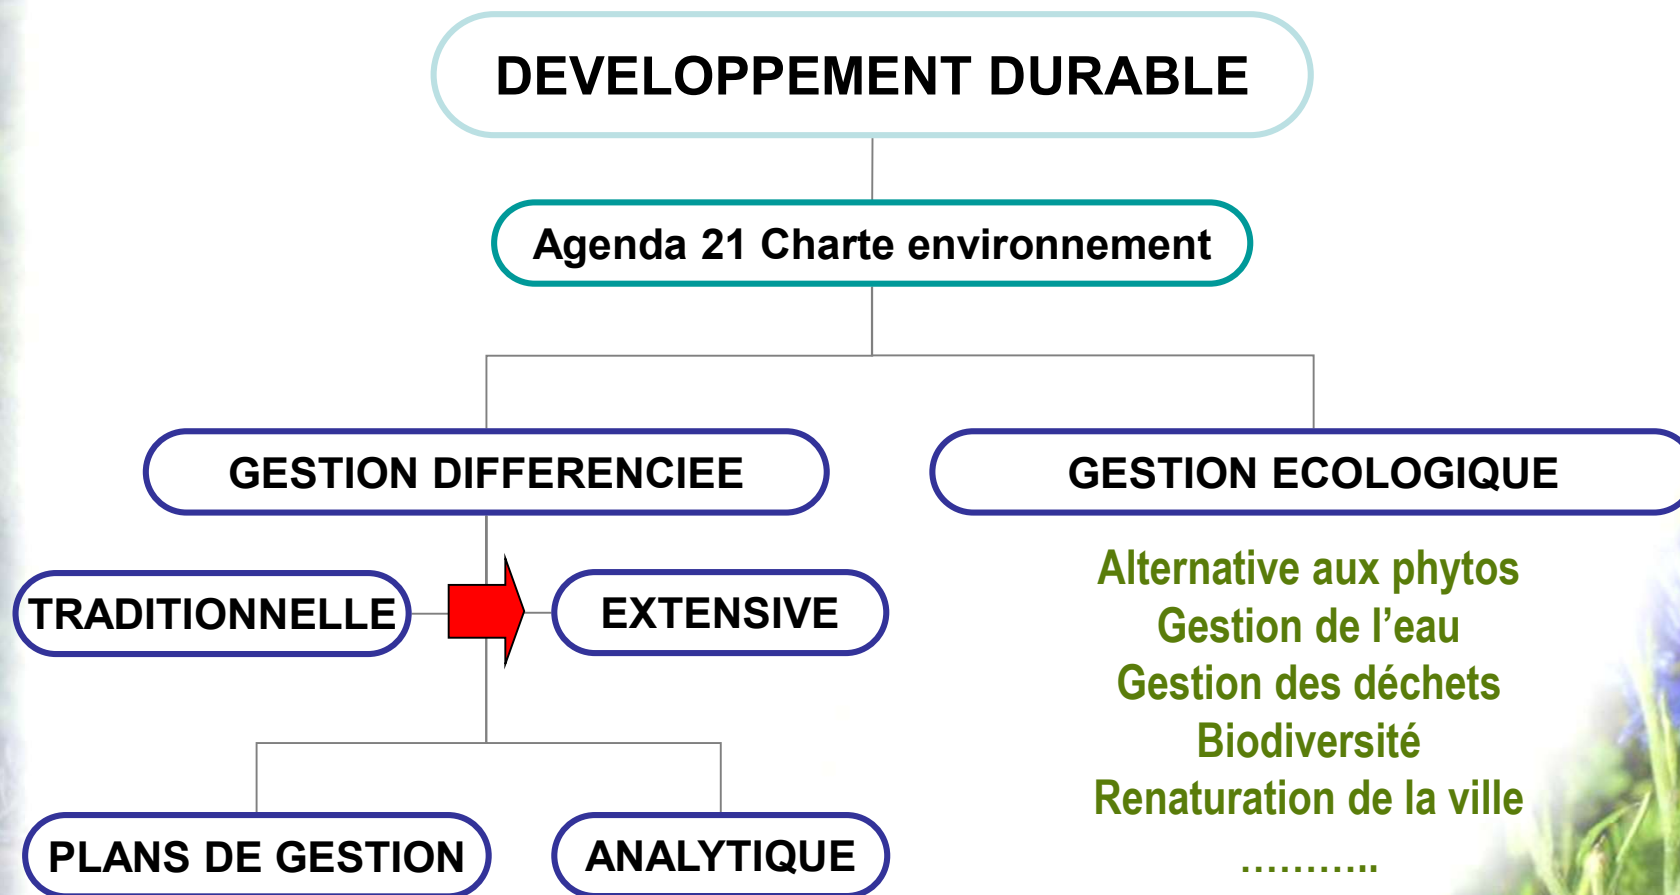 DEVELOPPEMENT DURABLE
Agenda 21 Charte environnement
GESTION DIFFERENCIEE
GESTION ECOLOGIQUE
TRADITIONNELLE
EXTENSIVE
Alternative aux phytos
Gestion de l’eau
Gestion des déchets
Biodiversité
Renaturation de la ville
………..
PLANS DE GESTION
ANALYTIQUE